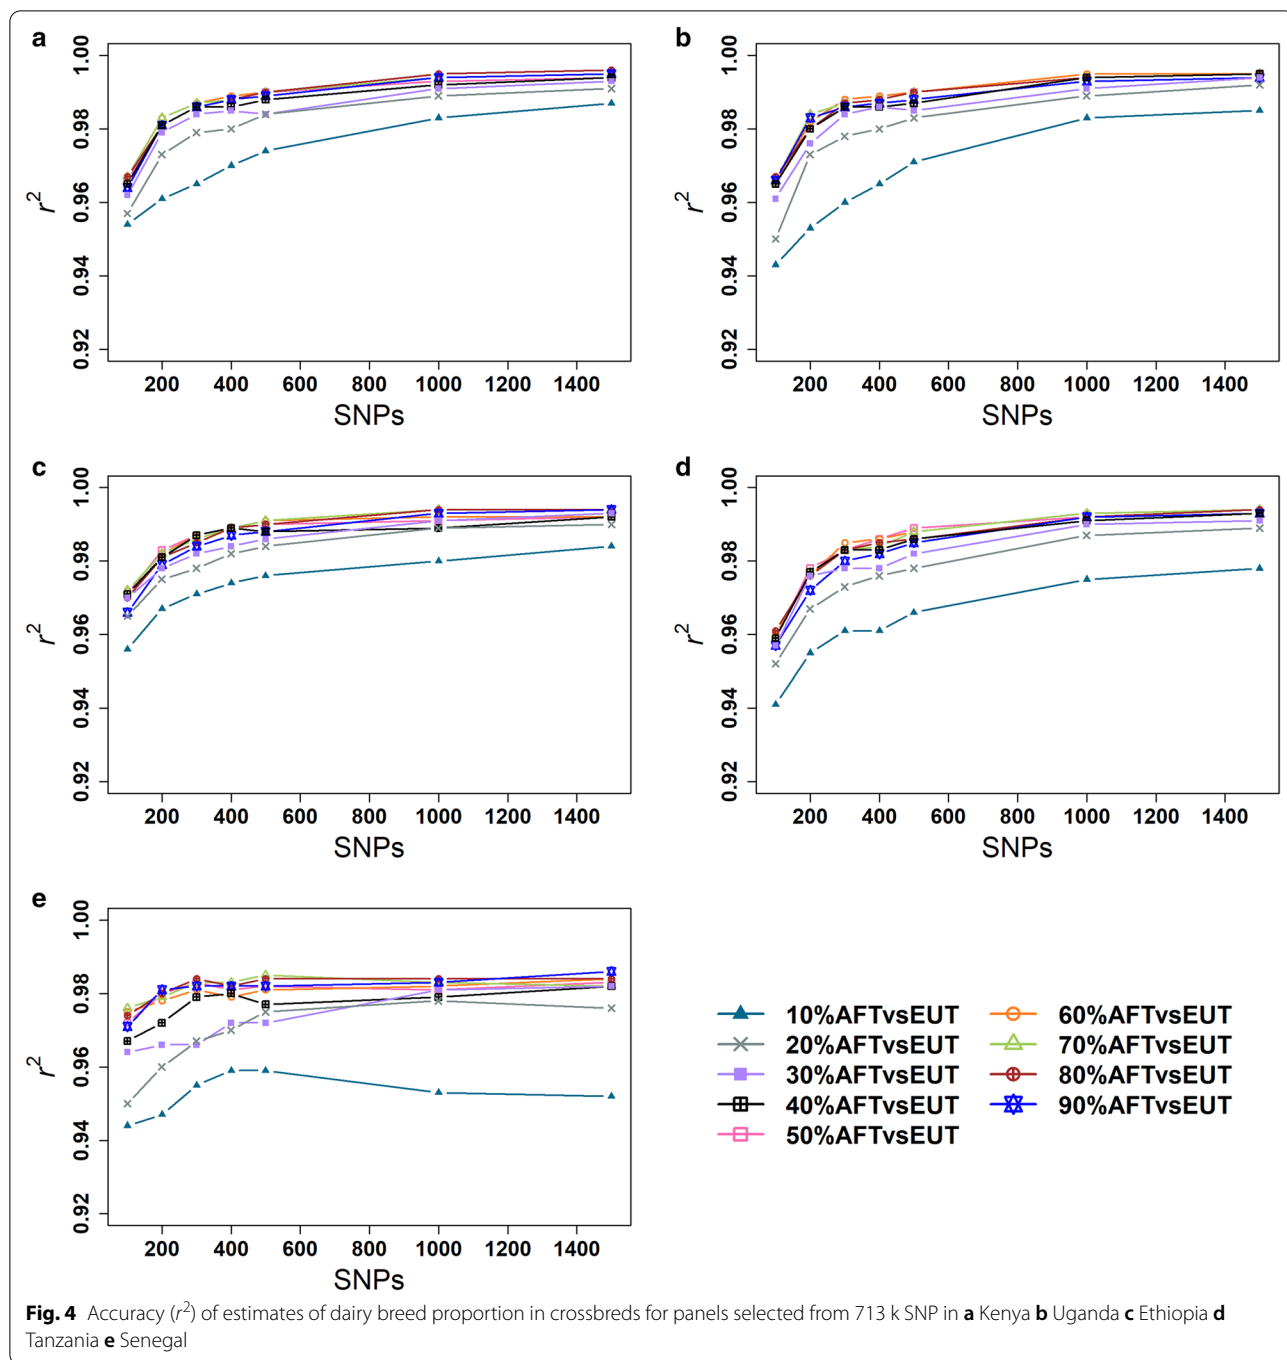 a
r²
1.00
0.98
0.96
0.94
0.92
200 400 600 800 1000 1200 1400
SNPs
b
r²
1.00
0.98
0.96
0.94
0.92
200 400 600 800 1000 1200 1400
SNPs
c
r²
1.00
0.98
0.96
0.94
0.92
200 400 600 800 1000 1200 1400
SNPs
d
r²
1.00
0.98
0.96
0.94
0.92
200 400 600 800 1000 1200 1400
SNPs
e
r²
1.00
0.98
0.96
0.94
0.92
200 400 600 800 1000 1200 1400
SNPs
10%AFTvsEUT
20%AFTvsEUT
30%AFTvsEUT
40%AFTvsEUT
50%AFTvsEUT
60%AFTvsEUT
70%AFTvsEUT
80%AFTvsEUT
90%AFTvsEUT
Fig. 4 Accuracy (r²) of estimates of dairy breed proportion in crossbreds for panels selected from 713 k SNP in a Kenya b Uganda c Ethiopia d
Tanzania e Senegal